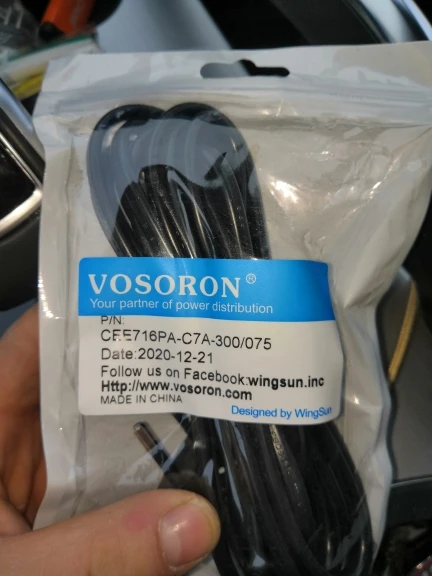 VOSORON®
Your partner of power distribution
P/N:
CEE716PA-C7A-300/075
Date:2020-12-21
Follow us on Facebook:wingsun.inc
Http://www.vosoron.com
MADE IN CHINA
Designed by WingSun